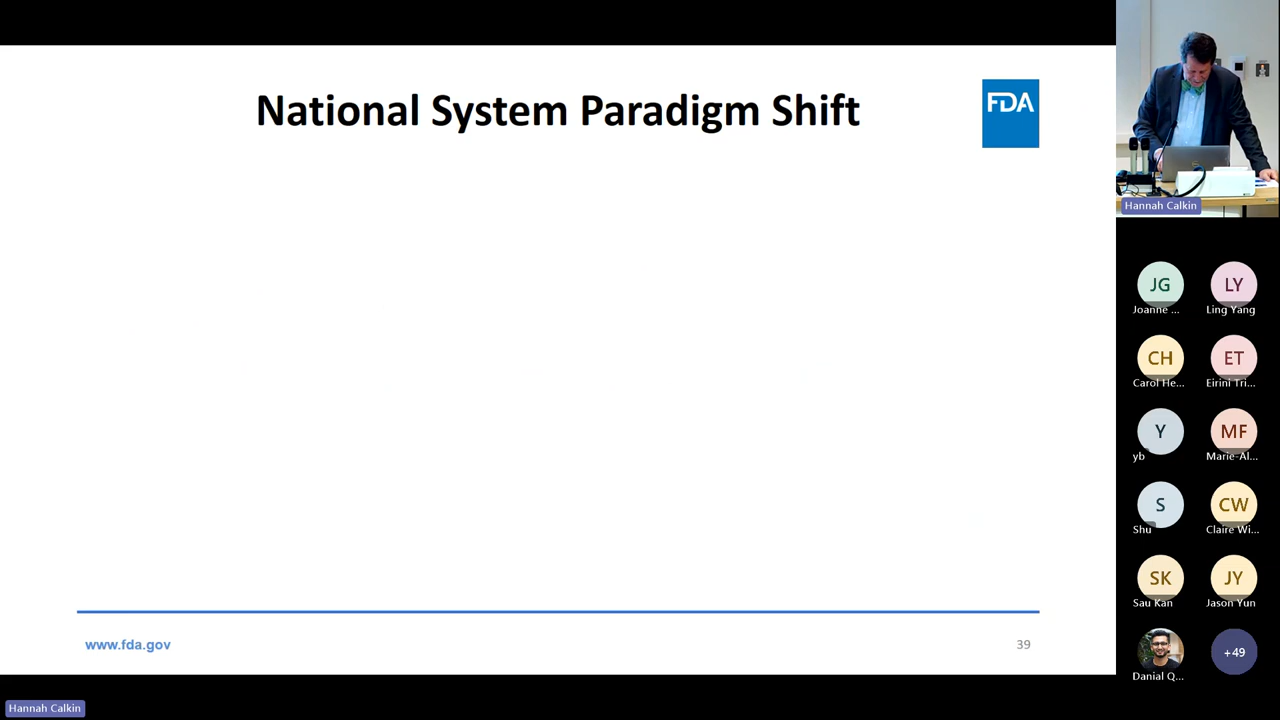 National System Paradigm Shift
FDA
www.fda.gov
39
Hannah Calkin
Hannah Calkin
JG
Joanne ...
LY
Ling Yang
CH
Carol He...
ET
Eirini Tri...
Y
yb
MF
Marie-Al...
S
Shu
CW
Claire Wi...
SK
Sau Kan
JY
Jason Yun
Danial Q...
+49